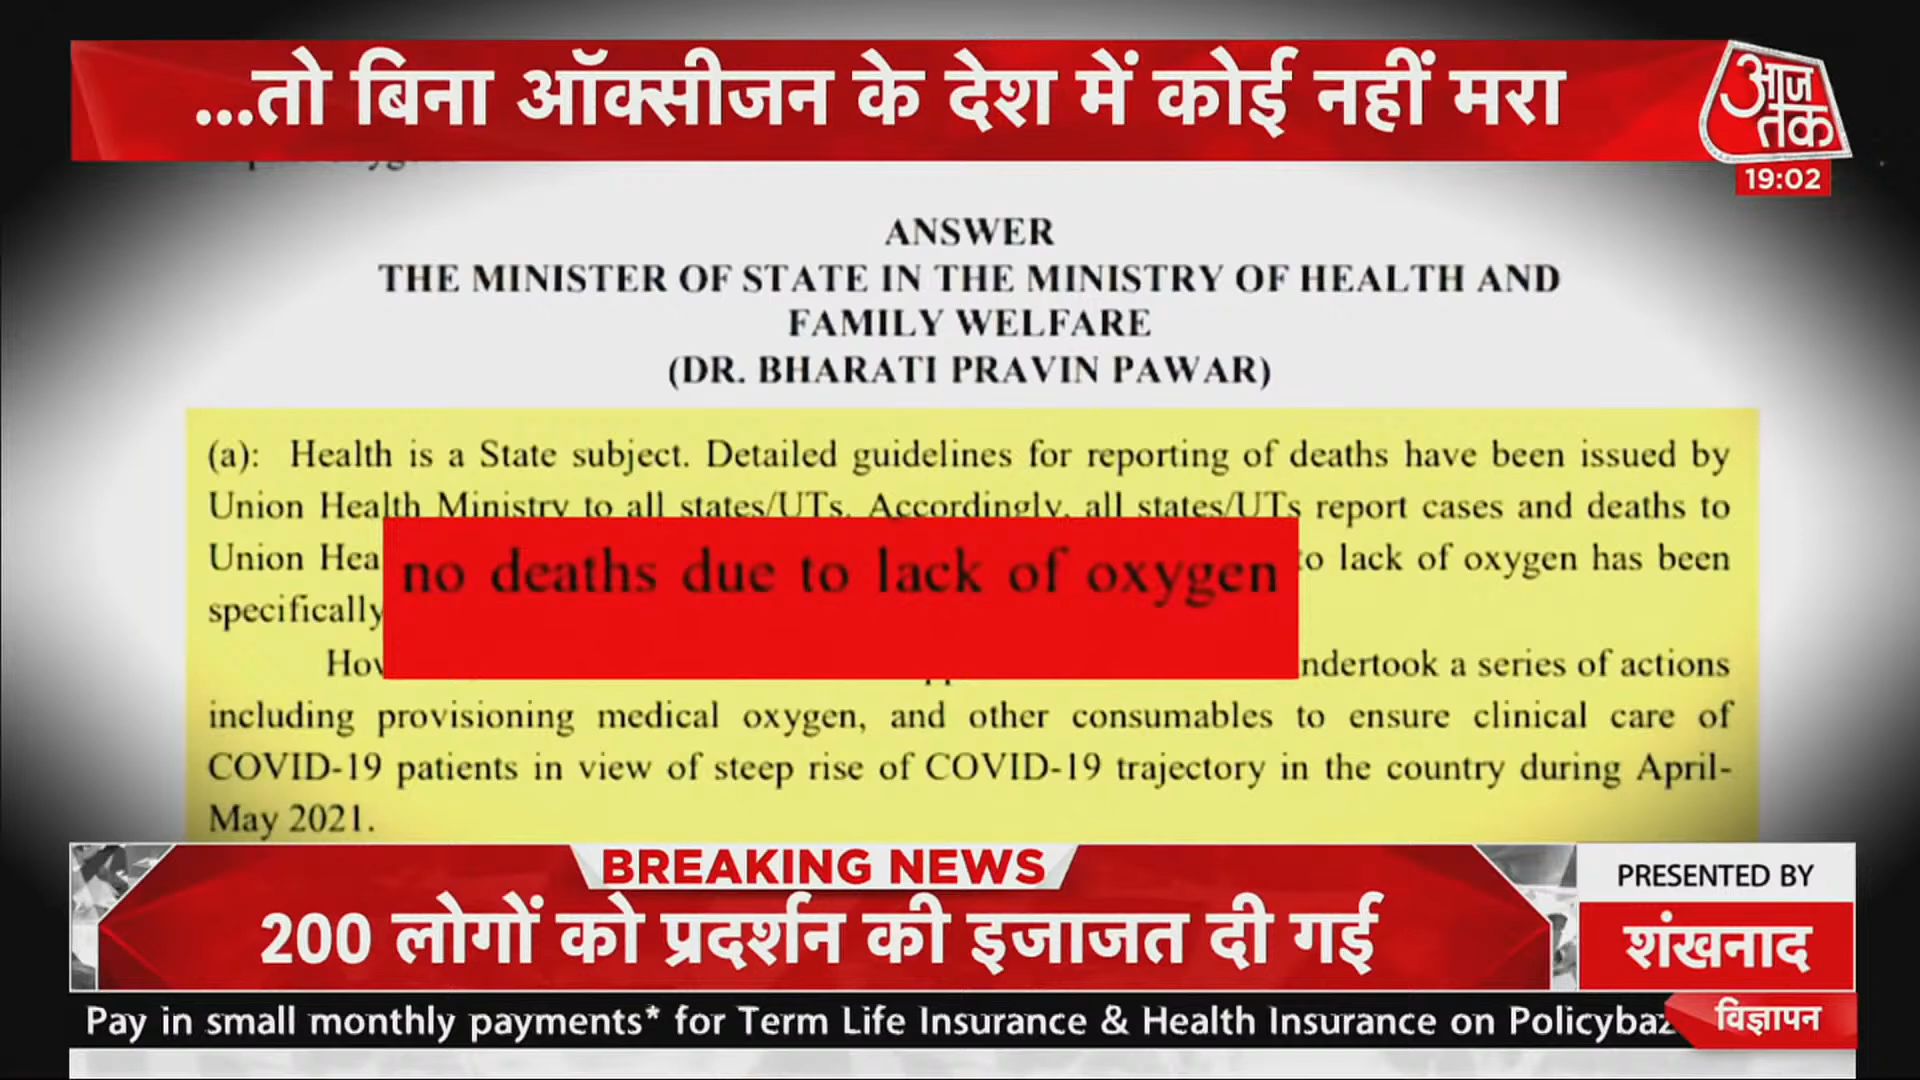 ...तो बिना ऑक्सीजन के देश में कोई नहीं मरा
आज तक
19:02
ANSWER
THE MINISTER OF STATE IN THE MINISTRY OF HEALTH AND
FAMILY WELFARE
(DR. BHARATI PRAVIN PAWAR)
(a): Health is a State subject. Detailed guidelines for reporting of deaths have been issued by
Union Health Ministry to all states/UTs. Accordingly, all states/UTs report cases and deaths to
Union Hea to lack of oxygen has been
no deaths due to lack of oxygen
specifically
How ndertook a series of actions
including provisioning medical oxygen, and other consumables to ensure clinical care of
COVID-19 patients in view of steep rise of COVID-19 trajectory in the country during April-
May 2021.
BREAKING NEWS
200 लोगों को प्रदर्शन की इजाजत दी गई
PRESENTED BY
शंखनाद
Pay in small monthly payments* for Term Life Insurance & Health Insurance on Policybaz
विज्ञापन